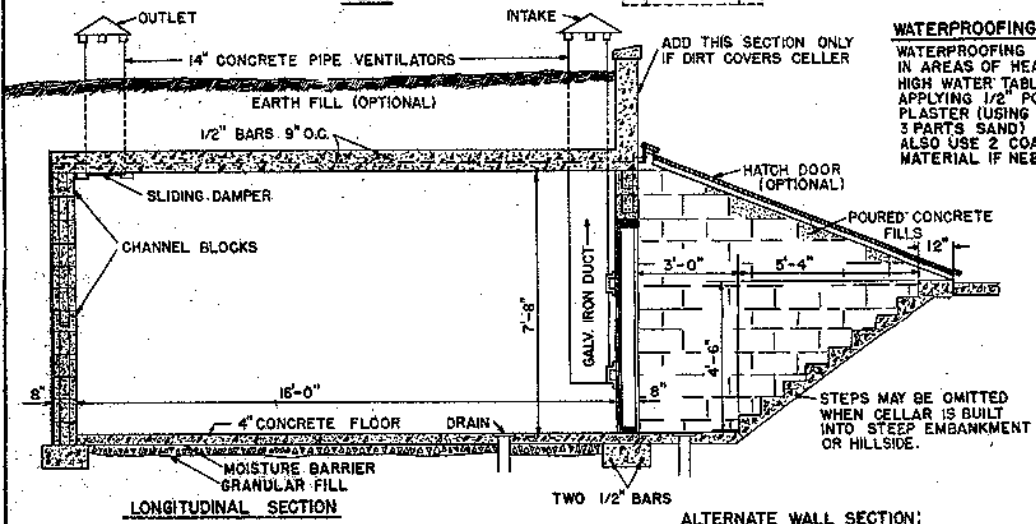 OUTLET
INTAKE
14" CONCRETE PIPE VENTILATORS
EARTH FILL (OPTIONAL)
1/2" BARS 9" O.C.
SLIDING DAMPER
CHANNEL BLOCKS
ADD THIS SECTION ONLY
IF DIRT COVERS CELLER
WATERPROOFING
WATERPROOFING
IN AREAS OF HEA
HIGH WATER TABL
APPLYING 1/2" PO
PLASTER (USING
3 PARTS SAND)
ALSO USE 2 COA
MATERIAL IF NEE
HATCH DOOR
(OPTIONAL)
POURED CONCRETE
FILLS
12"
3'-0"
5'-4"
GALV. IRON DUCT
7'-8"
4'-6"
8"
16'-0"
8"
4" CONCRETE FLOOR
DRAIN
STEPS MAY BE OMITTED
WHEN CELLAR IS BUILT
INTO STEEP EMBANKMENT
OR HILLSIDE.
MOISTURE BARRIER
GRANULAR FILL
TWO 1/2" BARS
LONGITUDINAL SECTION
ALTERNATE WALL SECTION: